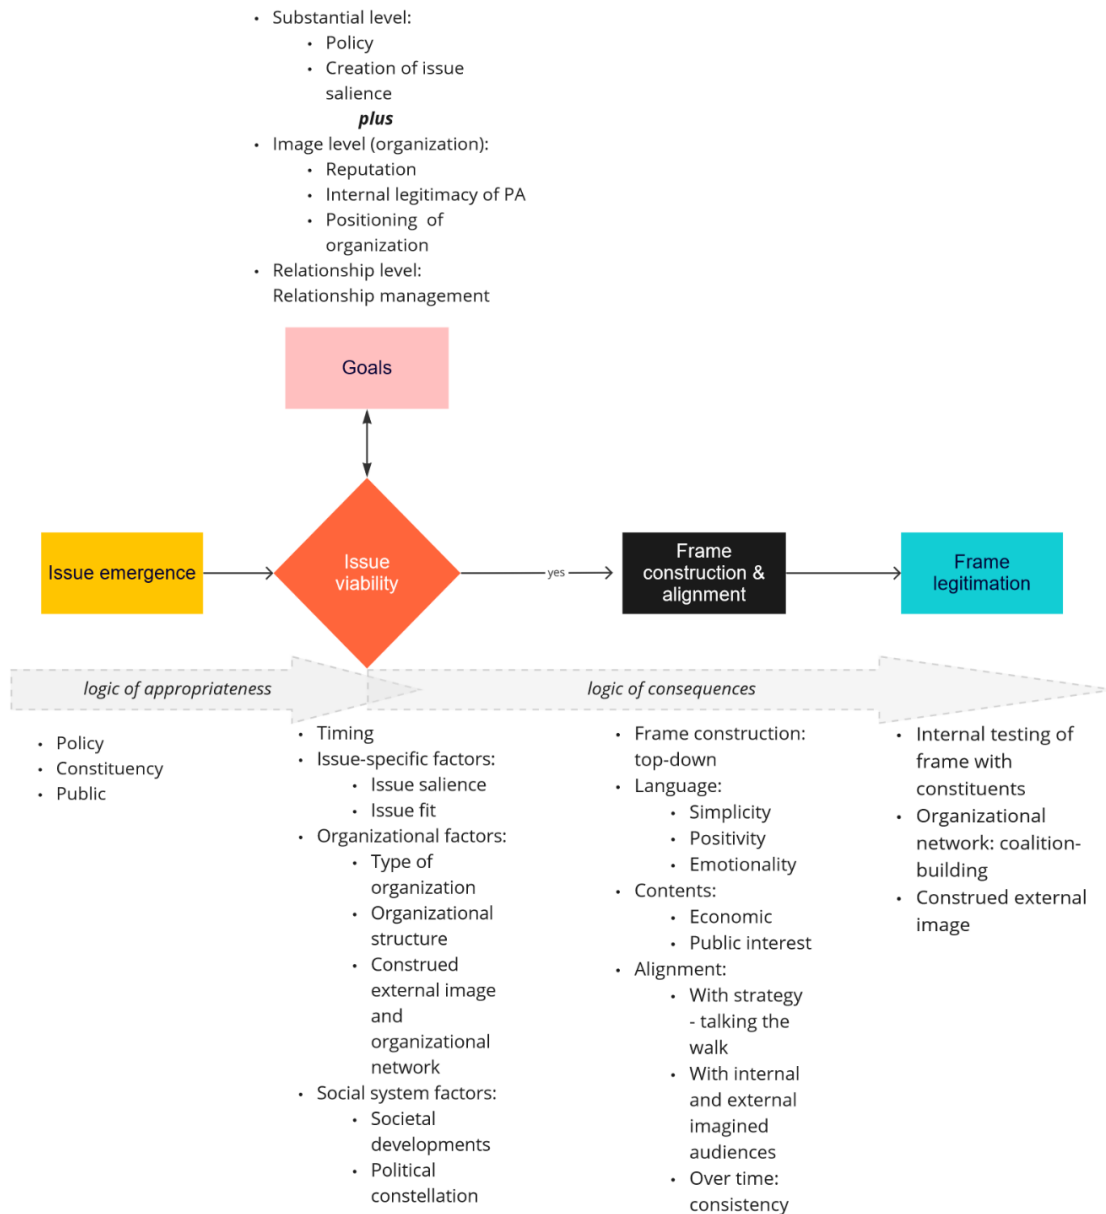 • Substantial level:
• Policy
• Creation of issue
salience
plus
• Image level (organization):
• Reputation
• Internal legitimacy of PA
• Positioning of
organization
• Relationship level:
Relationship management
Goals
Issue emergence
Issue
viability
yes
Frame
construction &
alignment
Frame
legitimation
logic of appropriateness
logic of consequences
• Policy
• Constituency
• Public
• Timing
• Issue-specific factors:
• Issue salience
• Issue fit
• Organizational factors:
• Type of
organization
• Organizational
structure
• Construed
external image
and
organizational
network
• Social system factors:
• Societal
developments
• Political
constellation
• Frame construction:
top-down
• Language:
• Simplicity
• Positivity
• Emotionality
• Contents:
• Economic
• Public interest
• Alignment:
• With strategy
- talking the
walk
• With internal
and external
imagined
audiences
• Over time:
consistency
• Internal testing of
frame with
constituents
• Organizational
network: coalition-
building
• Construed external
image